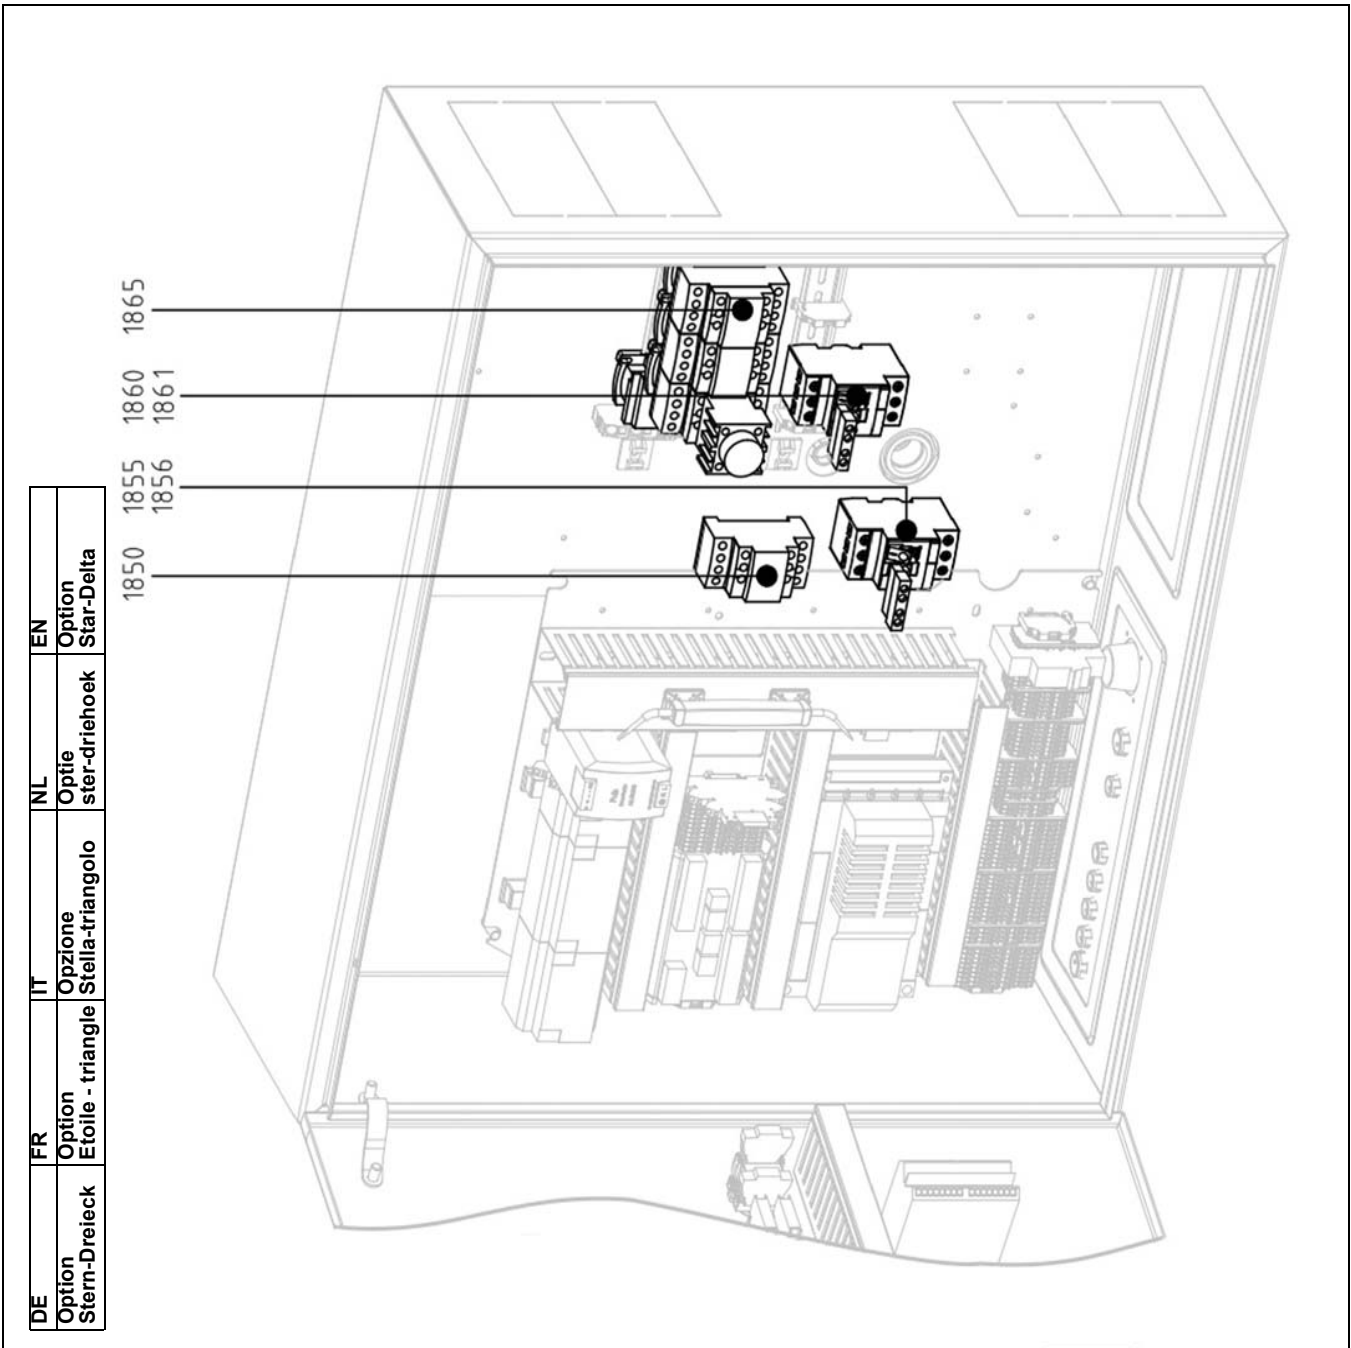 DE
FR
IT
NL
EN
Option
Stern-Dreieck
Option
Etoile - triangle
Opzione
Stella-triangolo
Optie
ster-driehoek
Option
Star-Delta
1850
1855
1856
1860
1861
1865